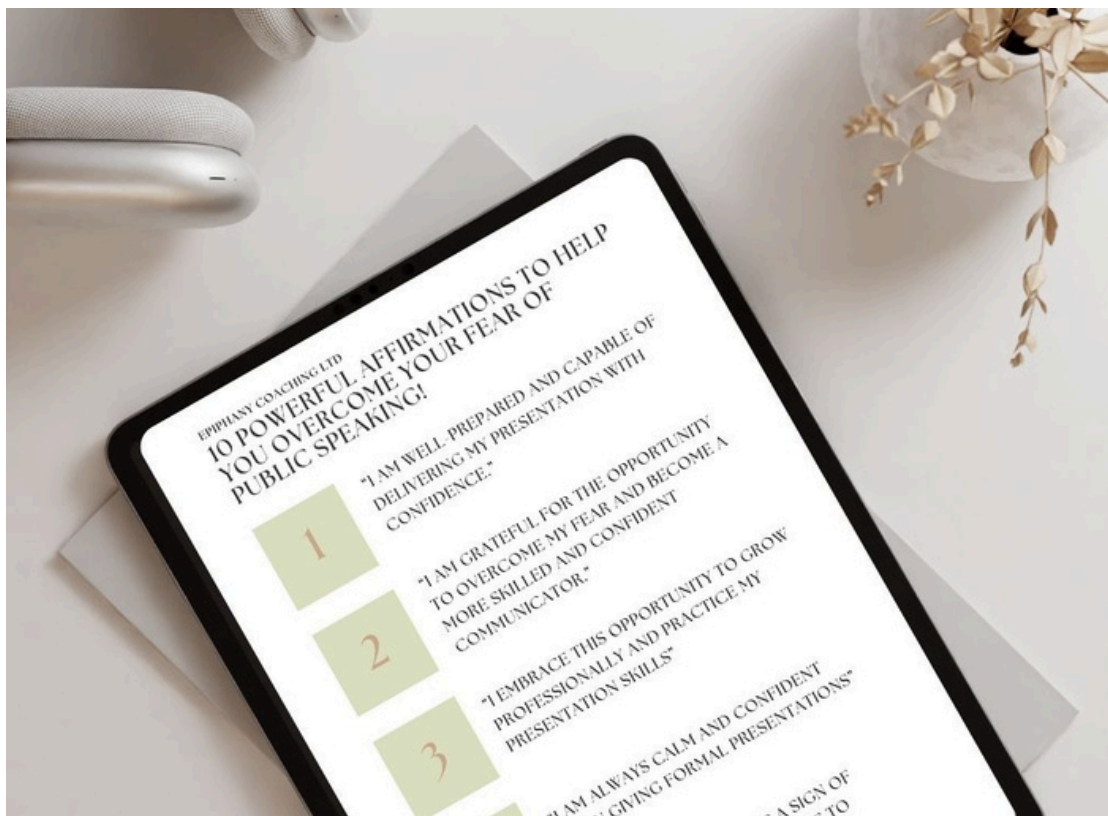 EPIPHANY COACHING LTD
10 POWERFUL AFFIRMATIONS TO HELP
YOU OVERCOME YOUR FEAR OF
PUBLIC SPEAKING!
1
"I AM WELL-PREPARED AND CAPABLE OF
DELIVERING MY PRESENTATION WITH
CONFIDENCE."
2
"I AM GRATEFUL FOR THE OPPORTUNITY
TO OVERCOME MY FEAR AND BECOME A
MORE SKILLED AND CONFIDENT
COMMUNICATOR."
3
"I EMBRACE THIS OPPORTUNITY TO GROW
PROFESSIONALLY AND PRACTICE MY
PRESENTATION SKILLS"
"I AM ALWAYS CALM AND CONFIDENT
GIVING FORMAL PRESENTATIONS"
A SIGN OF
TO